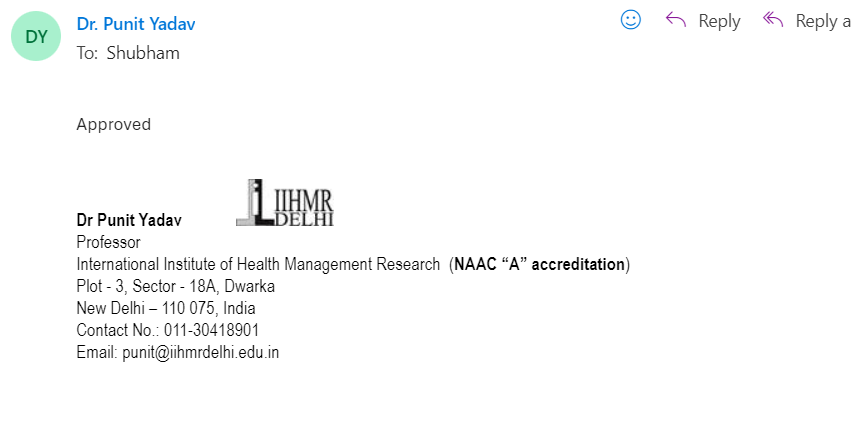 DY
Dr. Punit Yadav
Reply
Reply a
To: Shubham
Approved
IIHMR
DELHI
Dr Punit Yadav
Professor
International Institute of Health Management Research (NAAC “A” accreditation)
Plot - 3, Sector - 18A, Dwarka
New Delhi – 110 075, India
Contact No.: 011-30418901
Email: punit@iihmrdelhi.edu.in